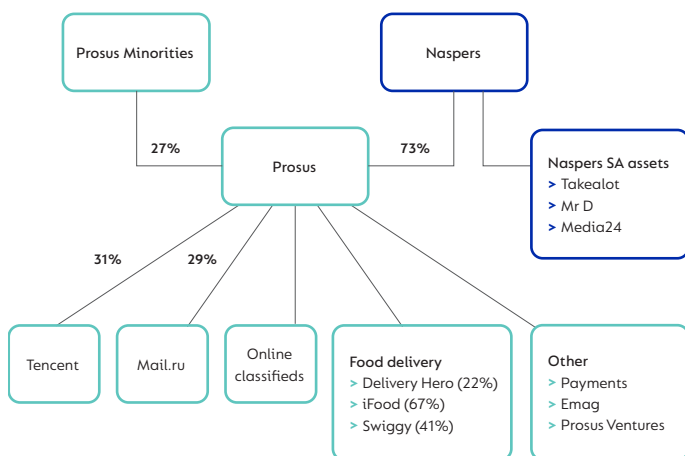 Prosus Minorities
Naspers
27%
Prosus
73%
Naspers SA assets
> Takealot
> Mr D
> Media24
31%
29%
Tencent
Mail.ru
Online
classifieds
Food delivery
> Delivery Hero (22%)
> iFood (67%)
> Swiggy (41%)
Other
> Payments
> Emag
> Prosus Ventures